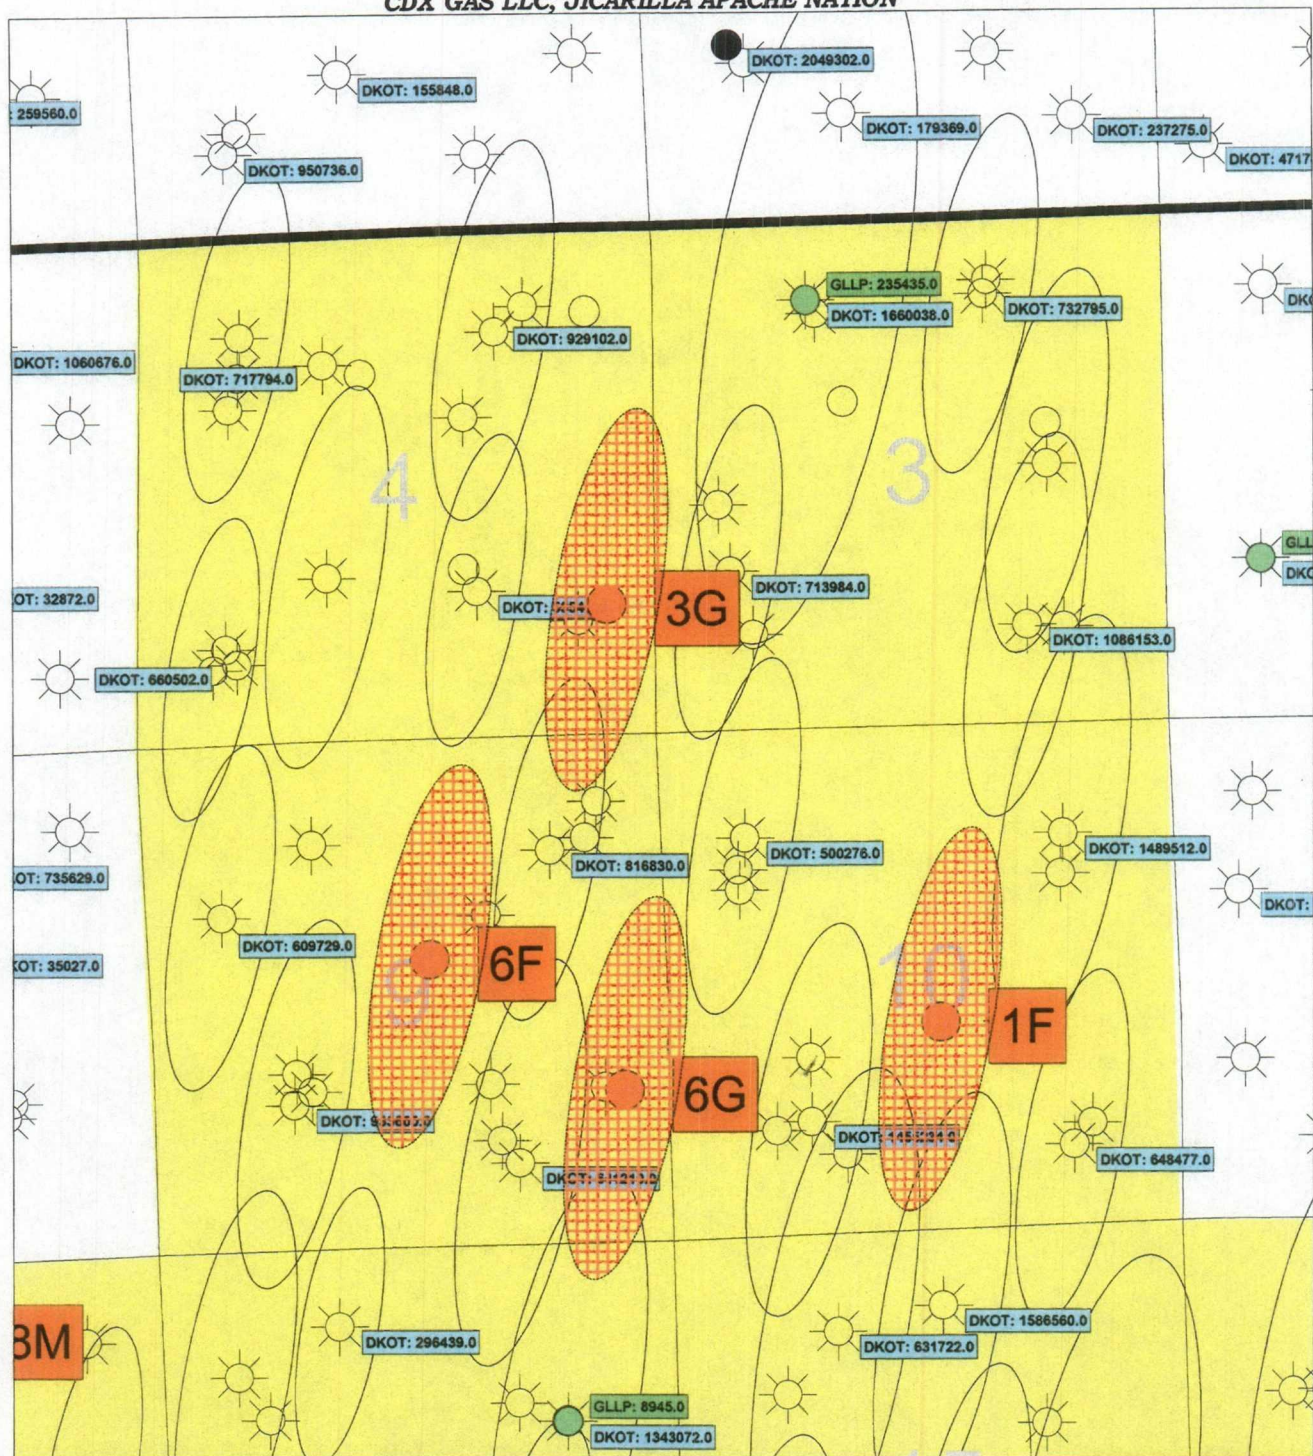 CDX GAS LLC, JICARILLA APACHE NATION
DKOT: 2049302.0
DKOT: 155848.0
: 259560.0
DKOT: 179369.0
DKOT: 237275.0
DKOT: 4717
DKOT: 950736.0
GLLP: 235435.0
DKOT: 1660038.0
DKOT: 732795.0
DKOT: 929102.0
DKOT: 1060676.0
DKOT: 717794.0
4
3
GLL
DKOT: 713984.0
OT: 32872.0
DKOT:
3G
DKOT: 1086153.0
DKOT: 660502.0
DKOT: 1489512.0
DKOT: 500276.0
DKOT: 816830.0
OT: 735629.0
DKOT:
DKOT: 609729.0
6F
OT: 35027.0
9
10
1F
6G
DKOT:
DKOT:
DKOT: 648477.0
DKOT: 1586560.0
8M
DKOT: 296439.0
DKOT: 631722.0
GLLP: 8945.0
DKOT: 1343072.0